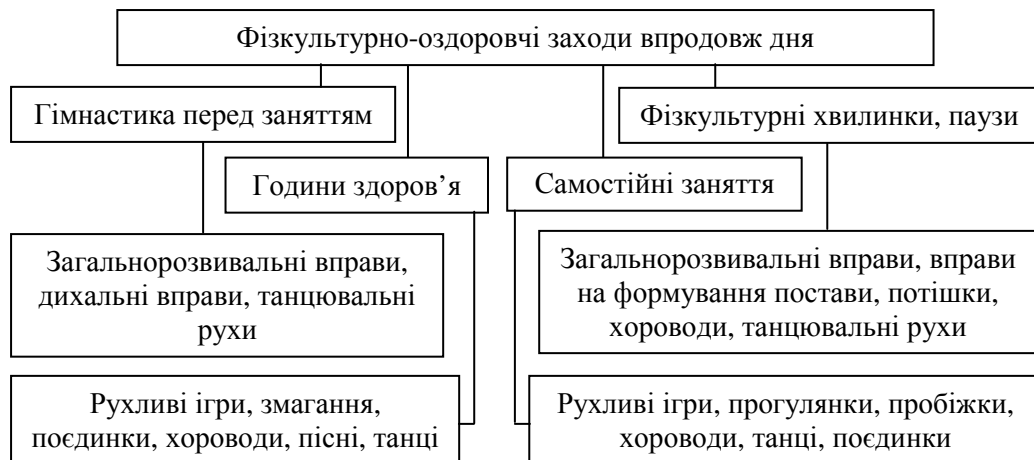 Фізкультурно-оздоровчі заходи впродовж дня
Гімнастика перед заняттям
Фізкультурні хвилинки, паузи
Години здоров’я
Самостійні заняття
Загальнорозвивальні вправи,
дихальні вправи, танцювальні
рухи
Загальнорозвивальні вправи, вправи
на формування постави, потішки,
хороводи, танцювальні рухи
Рухливі ігри, змагання,
поєдинки, хороводи, пісні, танці
Рухливі ігри, прогулянки, пробіжки,
хороводи, танці, поєдинки